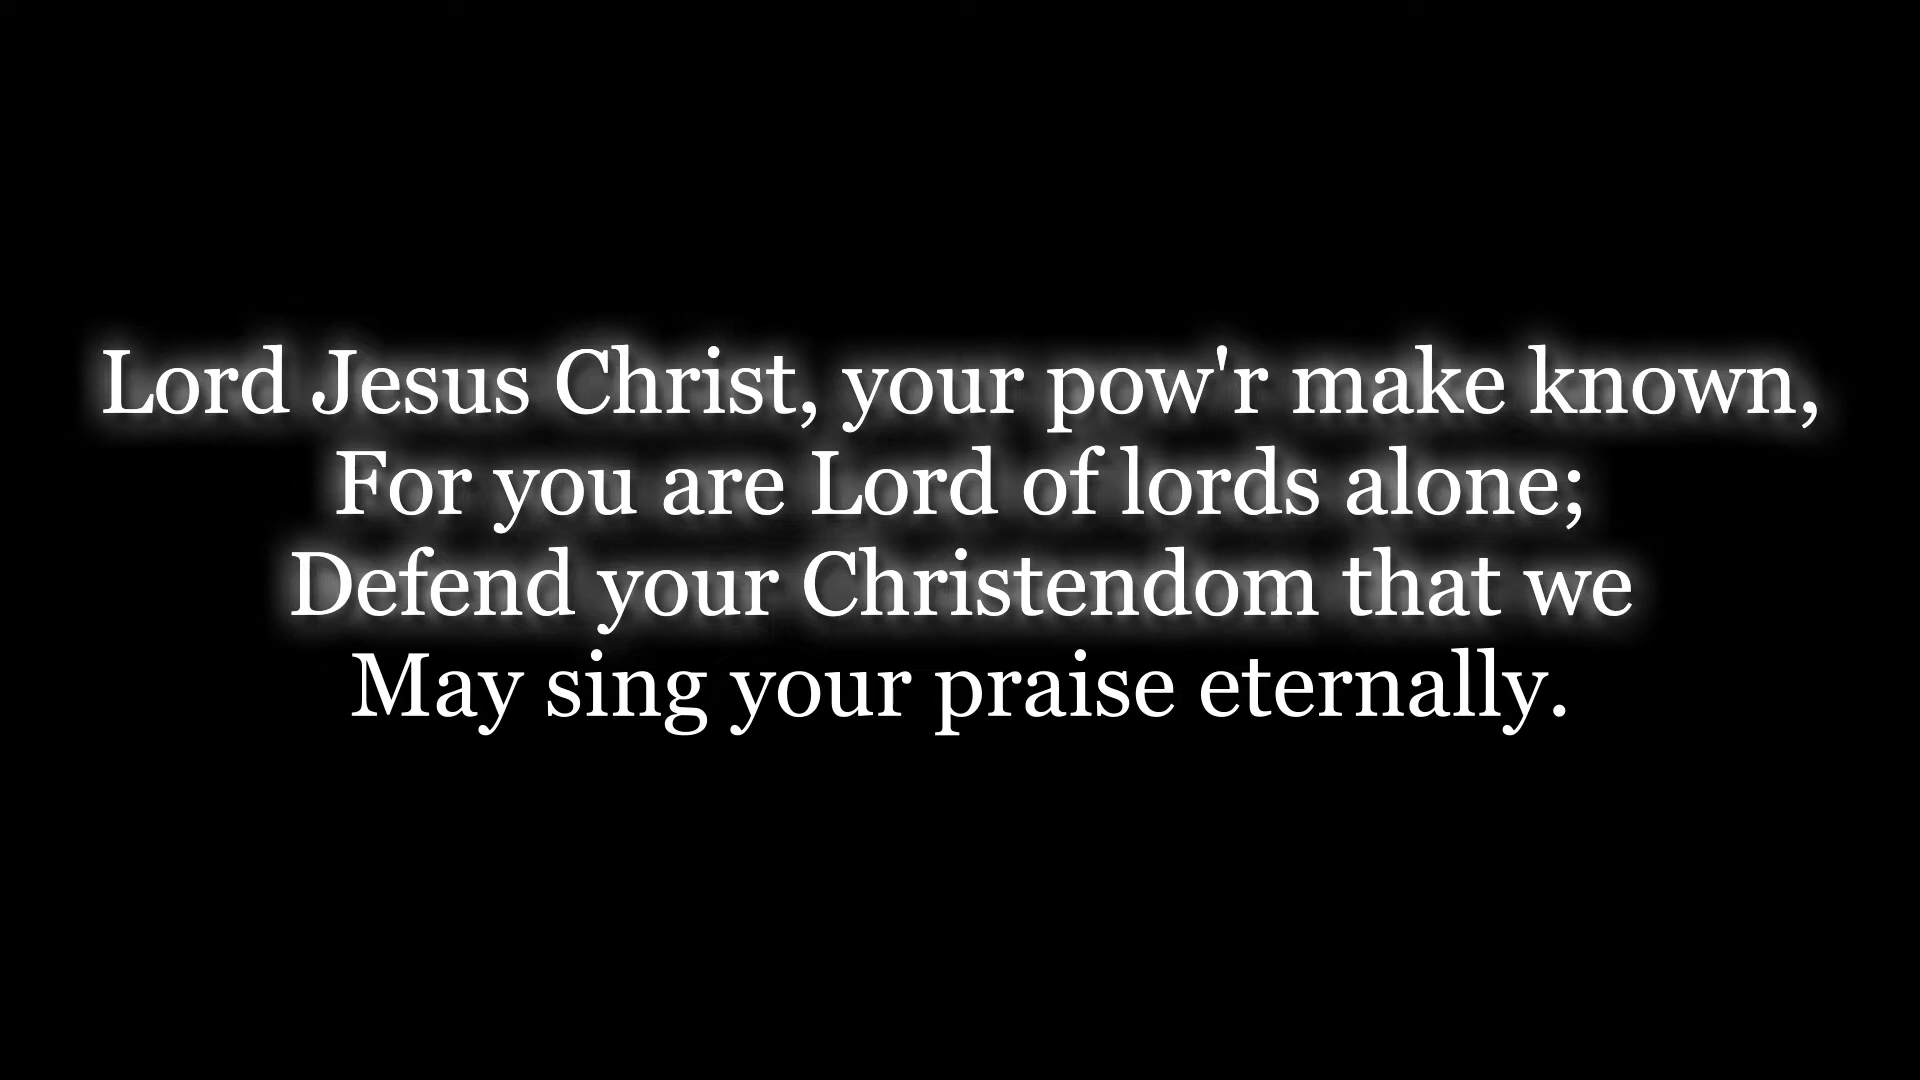 Lord Jesus Christ, your pow'r make known,
For you are Lord of lords alone;
Defend your Christendom that we
May sing your praise eternally.